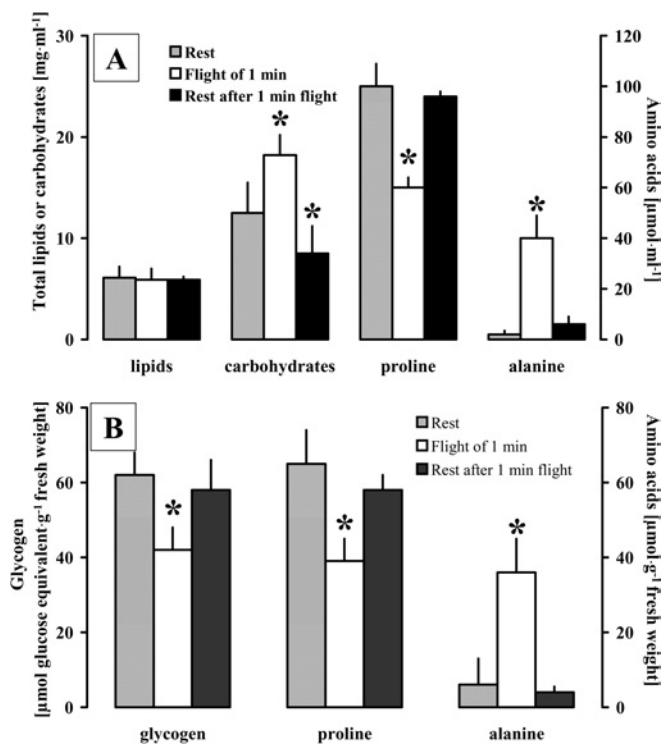 A
Rest
Flight of 1 min
Rest after 1 min flight
Total lipids or carbohydrates [mg·ml⁻¹]
30
20
10
0
Amino acids [μmol·ml⁻¹]
120
100
80
60
40
20
0
* * * *
lipids carbohydrates proline alanine
B
Rest
Flight of 1 min
Rest after 1 min flight
Glycogen
[μmol glucose equivalent·g⁻¹ fresh weight]
80
60
40
20
0
Amino acids
[μmol·g⁻¹ fresh weight]
80
60
40
20
0
* * *
glycogen proline alanine